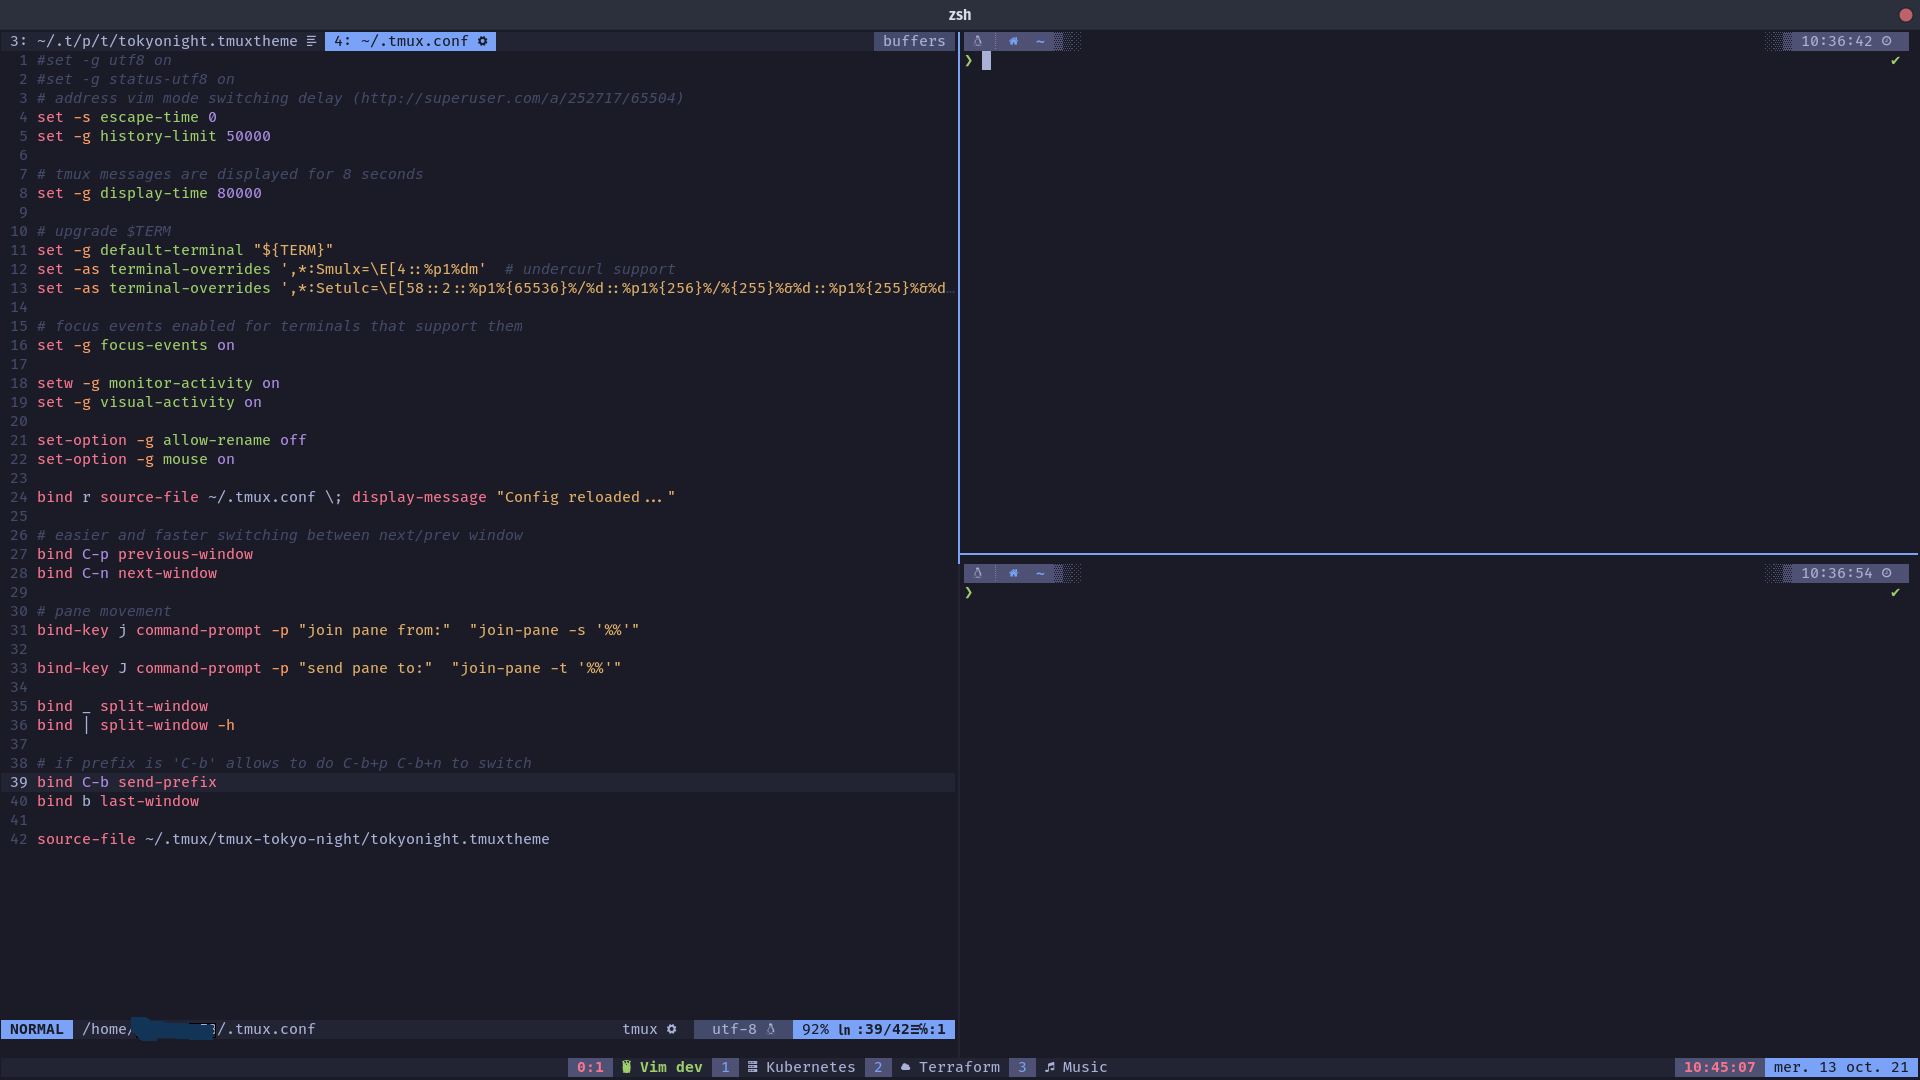 zsh
3: ~/.t/p/t/tokyonight.tmuxtheme 4: ~/.tmux.conf buffers
1 #set -g utf8 on
2 #set -g status-utf8 on
3 # address vim mode switching delay (http://superuser.com/a/252717/65504)
4 set -s escape-time 0
5 set -g history-limit 50000
6
7 # tmux messages are displayed for 8 seconds
8 set -g display-time 80000
9
10 # upgrade $TERM
11 set -g default-terminal "${TERM}"
12 set -as terminal-overrides ',*:Smulx=\E[4::%p1%dm'  # undercurl support
13 set -as terminal-overrides ',*:Setulc=\E[58::2::%p1%{65536}%/%d::%p1%{256}%/%{255}%&%d::%p1%{255}%&%d…
14
15 # focus events enabled for terminals that support them
16 set -g focus-events on
17
18 setw -g monitor-activity on
19 set -g visual-activity on
20
21 set-option -g allow-rename off
22 set-option -g mouse on
23
24 bind r source-file ~/.tmux.conf \; display-message "Config reloaded..."
25
26 # easier and faster switching between next/prev window
27 bind C-p previous-window
28 bind C-n next-window
29
30 # pane movement
31 bind-key j command-prompt -p "join pane from:"  "join-pane -s '%%'"
32
33 bind-key J command-prompt -p "send pane to:"  "join-pane -t '%%'"
34
35 bind _ split-window
36 bind | split-window -h
37
38 # if prefix is 'C-b' allows to do C-b+p C-b+n to switch
39 bind C-b send-prefix
40 bind b last-window
41
42 source-file ~/.tmux/tmux-tokyo-night/tokyonight.tmuxtheme
NORMAL /home/ /.tmux.conf tmux utf-8 92% ln :39/42☰℅:1
~ 10:36:42
❯ ✔
~ 10:36:54
❯ ✔
0:1 Vim dev 1 Kubernetes 2 Terraform 3 Music 10:45:07 mer. 13 oct. 21